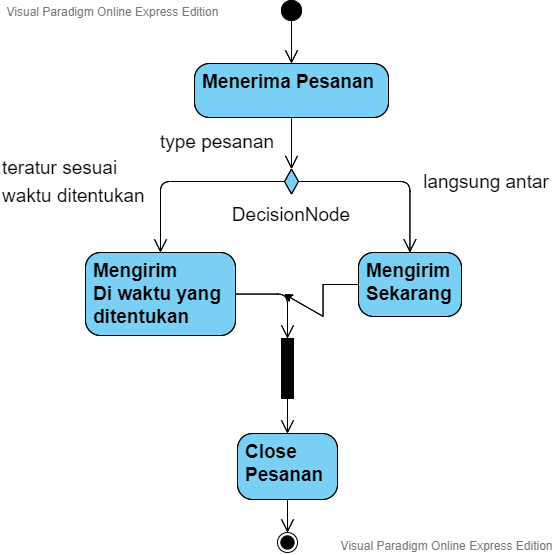 Visual Paradigm Online Express Edition
Menerima Pesanan
type pesanan
teratur sesuai
waktu ditentukan
langsung antar
DecisionNode
Mengirim
Di waktu yang
ditentukan
Mengirim
Sekarang
Close
Pesanan
Visual Paradigm Online Express Edition